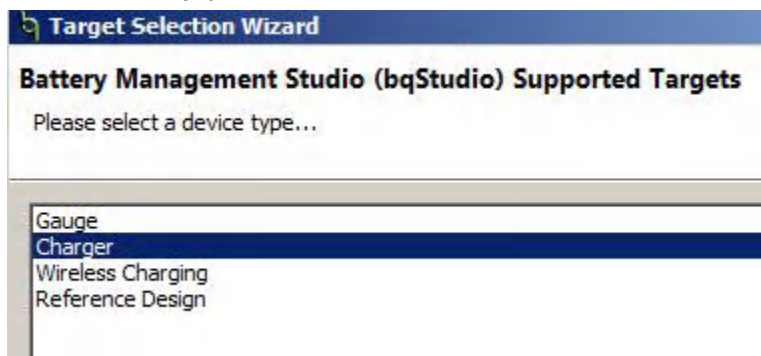 Target Selection Wizard
Battery Management Studio (bqStudio) Supported Targets
Please select a device type...
Gauge
Charger
Wireless Charging
Reference Design